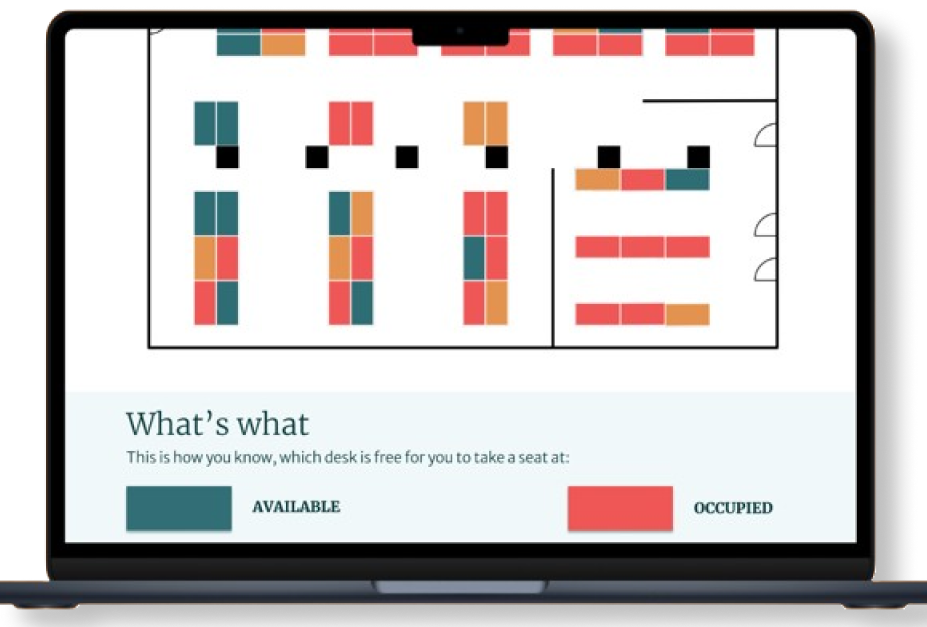 What's what
This is how you know, which desk is free for you to take a seat at:
AVAILABLE
OCCUPIED